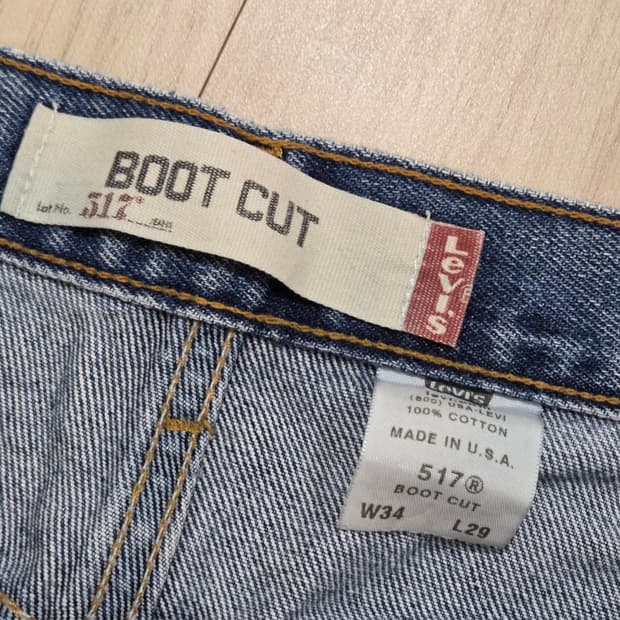 BOOT CUT
Lot No. 517® JEANS
Levi's
Levi's
(800) USA-LEVI
100% COTTON
MADE IN U.S.A.
517®
BOOT CUT
W34 L29